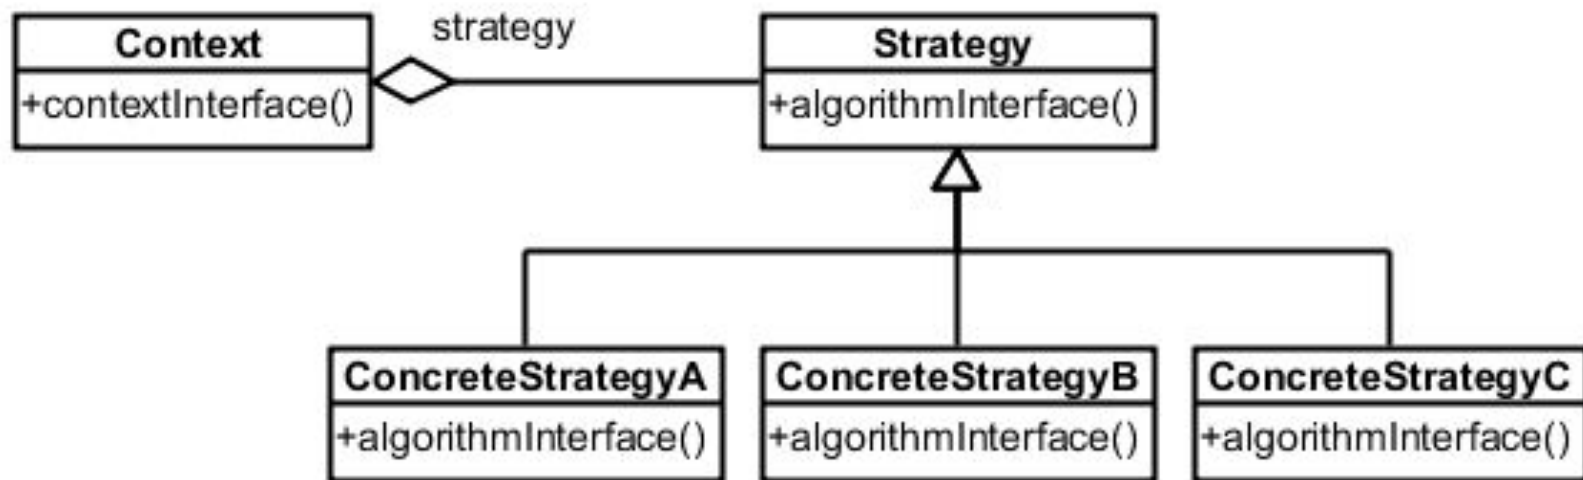 Context
strategy
Strategy
+contextInterface()
+algorithmInterface()
ConcreteStrategyA
ConcreteStrategyB
ConcreteStrategyC
+algorithmInterface()
+algorithmInterface()
+algorithmInterface()